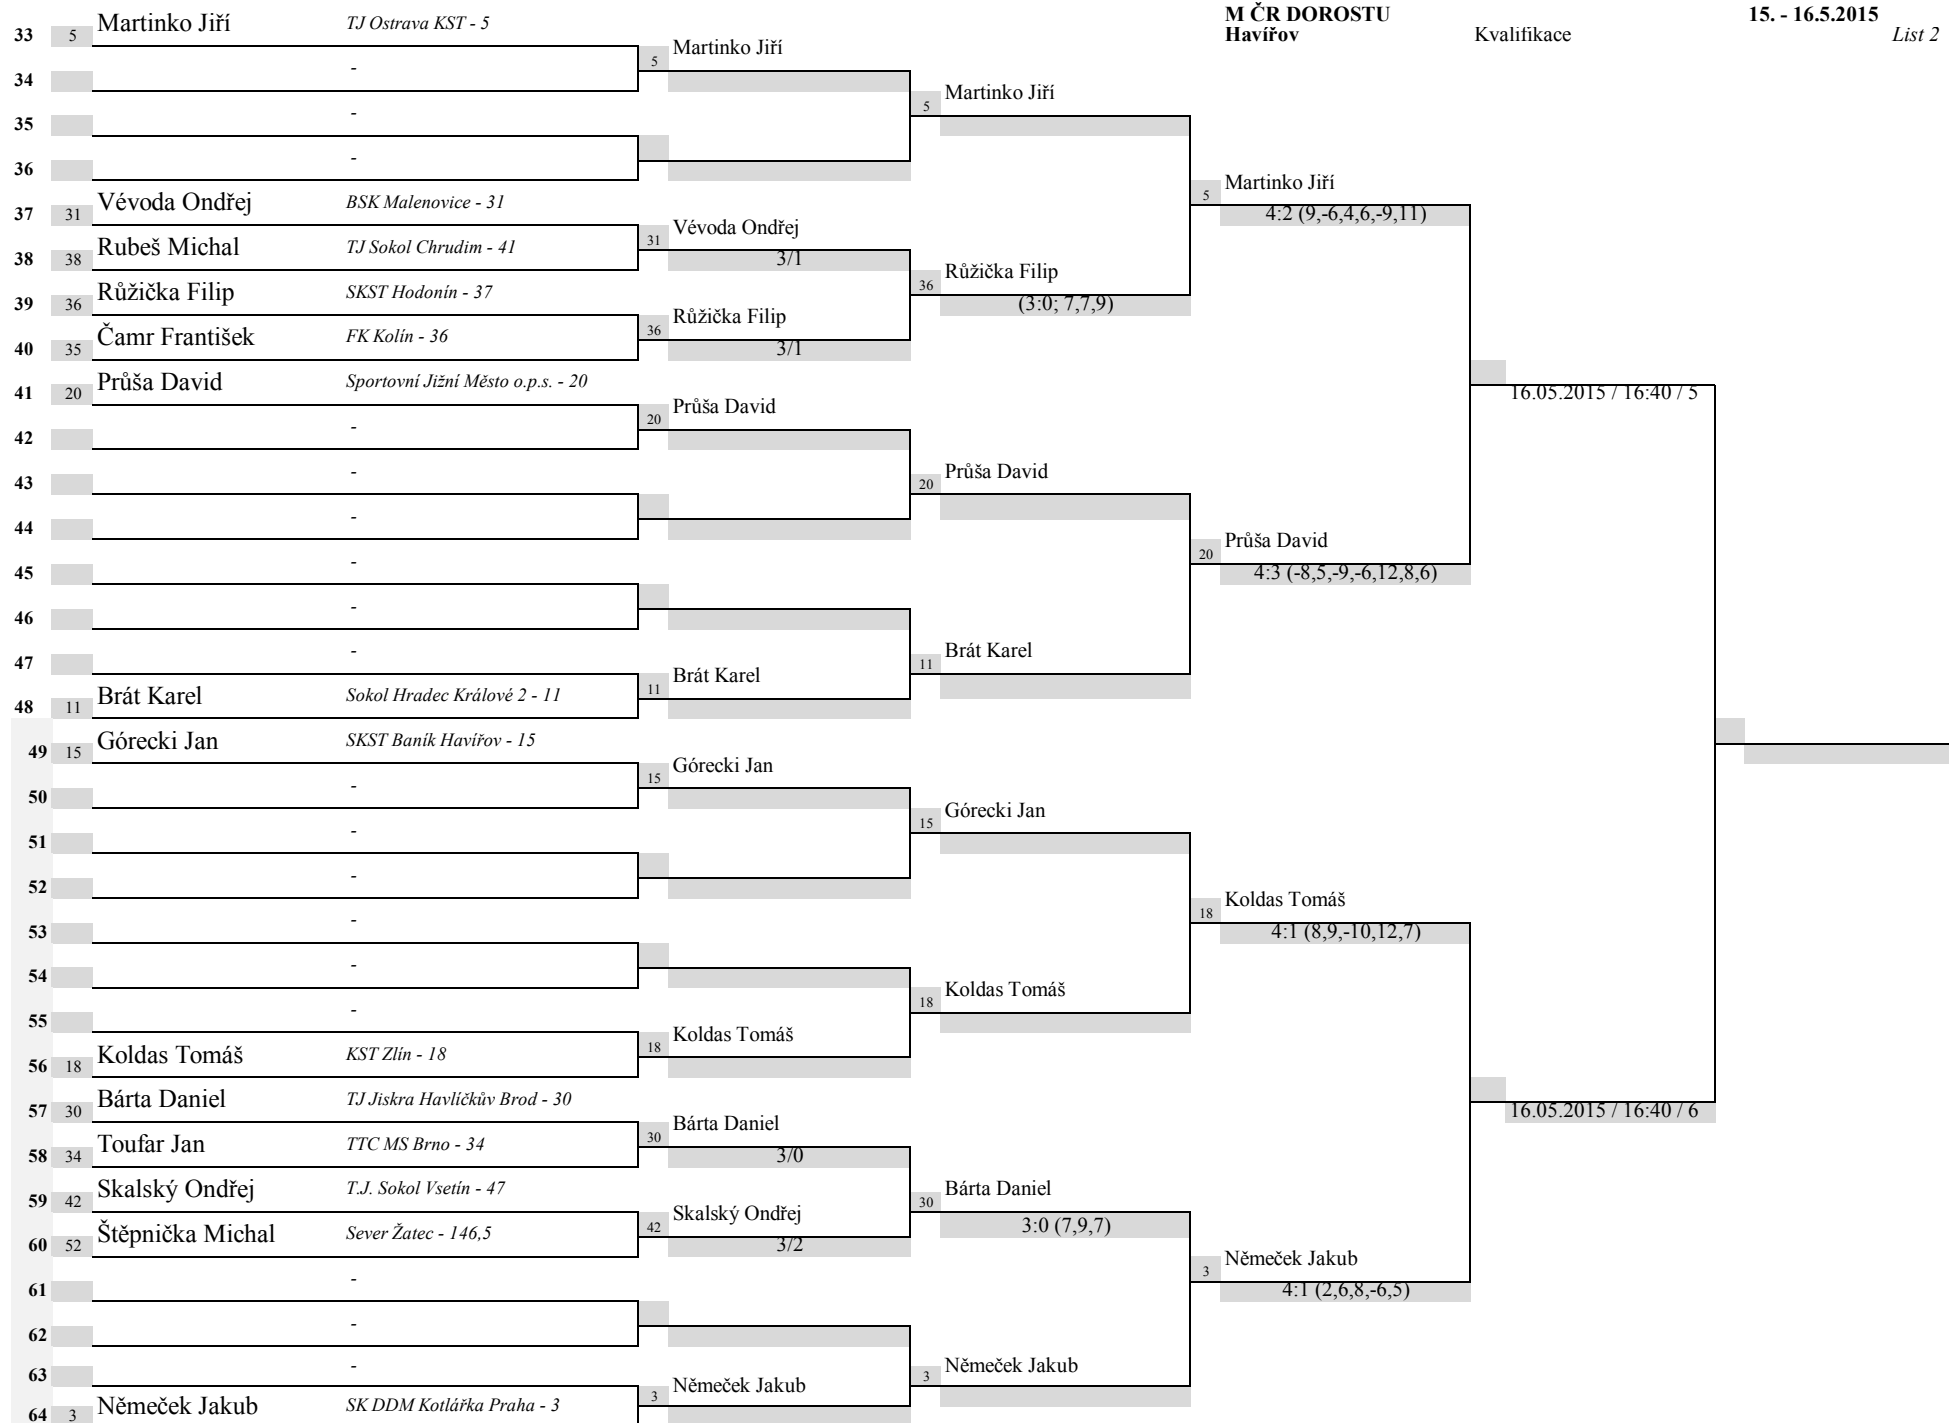 M ČR DOROSTU 15. - 16.5.2015
Havířov Kvalifikace List 2
33 5 Martinko Jiří TJ Ostrava KST - 5
5 Martinko Jiří
34 -
5 Martinko Jiří
35 -
36 -
5 Martinko Jiří
4:2 (9,-6,4,6,-9,11)
37 31 Vévoda Ondřej BSK Malenovice - 31
31 Vévoda Ondřej
3/1
38 38 Rubeš Michal TJ Sokol Chrudim - 41
36 Růžička Filip
(3:0; 7,7,9)
39 36 Růžička Filip SKST Hodonín - 37
36 Růžička Filip
3/1
40 35 Čamr František FK Kolín - 36
16.05.2015 / 16:40 / 5
41 20 Průša David Sportovní Jižní Město o.p.s. - 20
20 Průša David
42 -
20 Průša David
43 -
44 -
20 Průša David
4:3 (-8,5,-9,-6,12,8,6)
45 -
46 -
11 Brát Karel
47 -
11 Brát Karel
48 11 Brát Karel Sokol Hradec Králové 2 - 11
49 15 Górecki Jan SKST Baník Havířov - 15
15 Górecki Jan
50 -
15 Górecki Jan
51 -
52 -
18 Koldas Tomáš
4:1 (8,9,-10,12,7)
53 -
54 -
18 Koldas Tomáš
55 -
18 Koldas Tomáš
56 18 Koldas Tomáš KST Zlín - 18
57 30 Bárta Daniel TJ Jiskra Havlíčkův Brod - 30
16.05.2015 / 16:40 / 6
30 Bárta Daniel
3/0
58 34 Toufar Jan TTC MS Brno - 34
30 Bárta Daniel
3:0 (7,9,7)
59 42 Skalský Ondřej T.J. Sokol Vsetín - 47
42 Skalský Ondřej
3/2
60 52 Štěpnička Michal Sever Žatec - 146,5
3 Němeček Jakub
4:1 (2,6,8,-6,5)
61 -
62 -
3 Němeček Jakub
63 -
3 Němeček Jakub
64 3 Němeček Jakub SK DDM Kotlářka Praha - 3